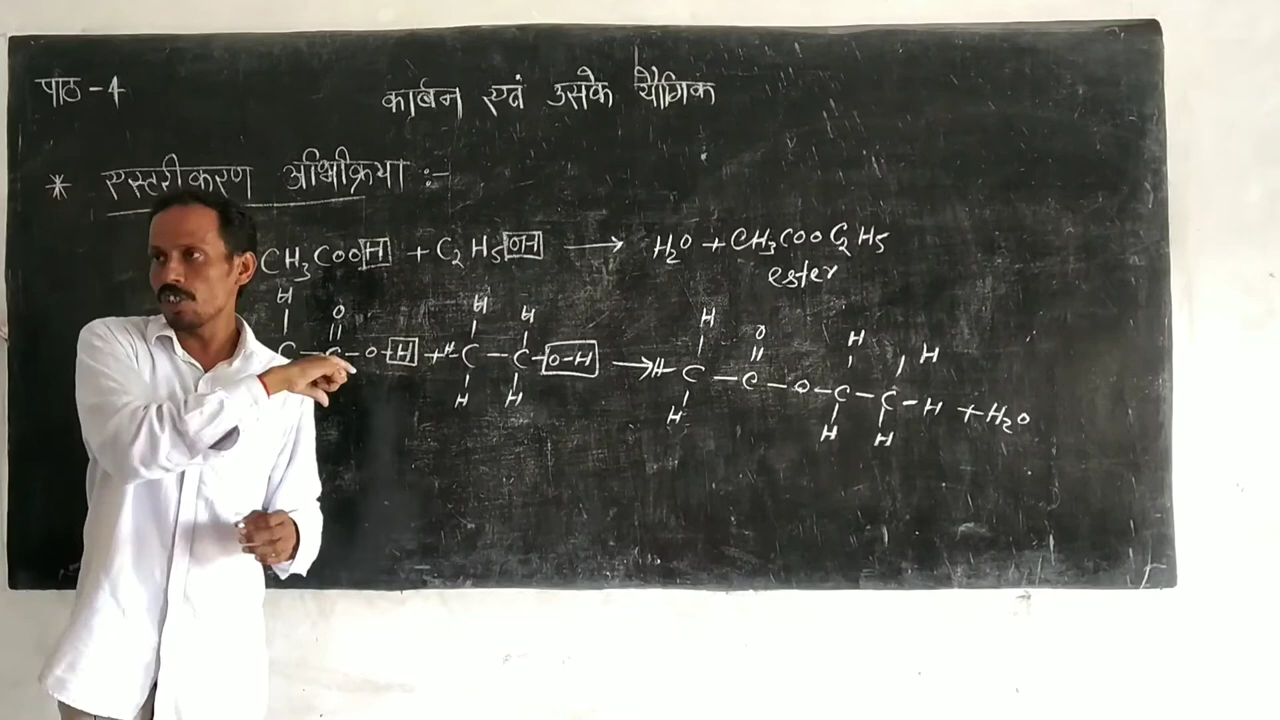 पाठ - 4
कार्बन एवं उसके यौगिक
* एस्टरीकरण अभिक्रिया :-
CH₃COOH + C₂H₅OH → H₂O + CH₃COOC₂H₅
ester
H O H H H O H H
C - C - O - H + H - C - C - O - H → H - C - C - O - C - C - H + H₂O
H H H H H